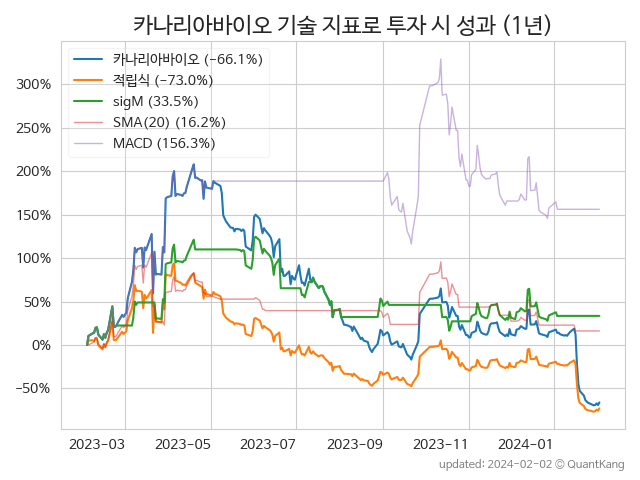 카나리아바이오 기술 지표로 투자 시 성과 (1년)
카나리아바이오 (−66.1%)
적립식 (−73.0%)
sigM (33.5%)
SMA(20) (16.2%)
MACD (156.3%)
300%
250%
200%
150%
100%
50%
0%
−50%
2023-03 2023-05 2023-07 2023-09 2023-11 2024-01
updated: 2024-02-02 © QuantKang